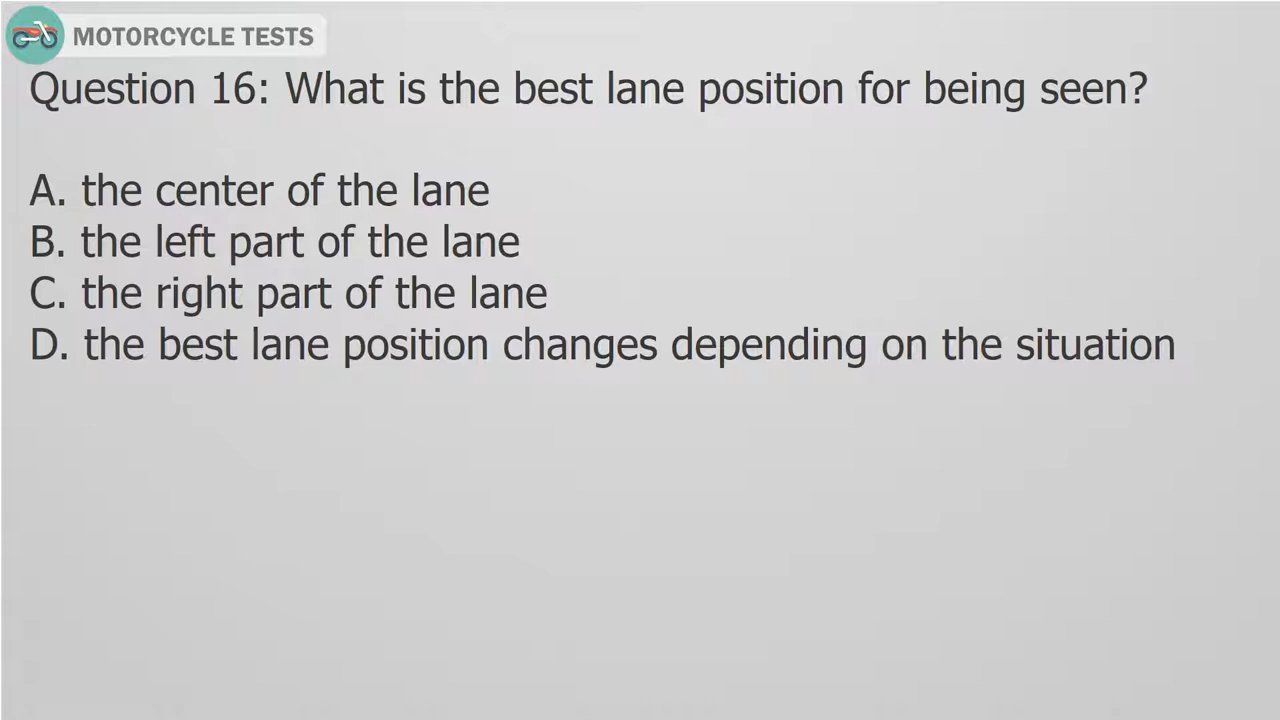 MOTORCYCLE TESTS
Question 16: What is the best lane position for being seen?
A. the center of the lane
B. the left part of the lane
C. the right part of the lane
D. the best lane position changes depending on the situation